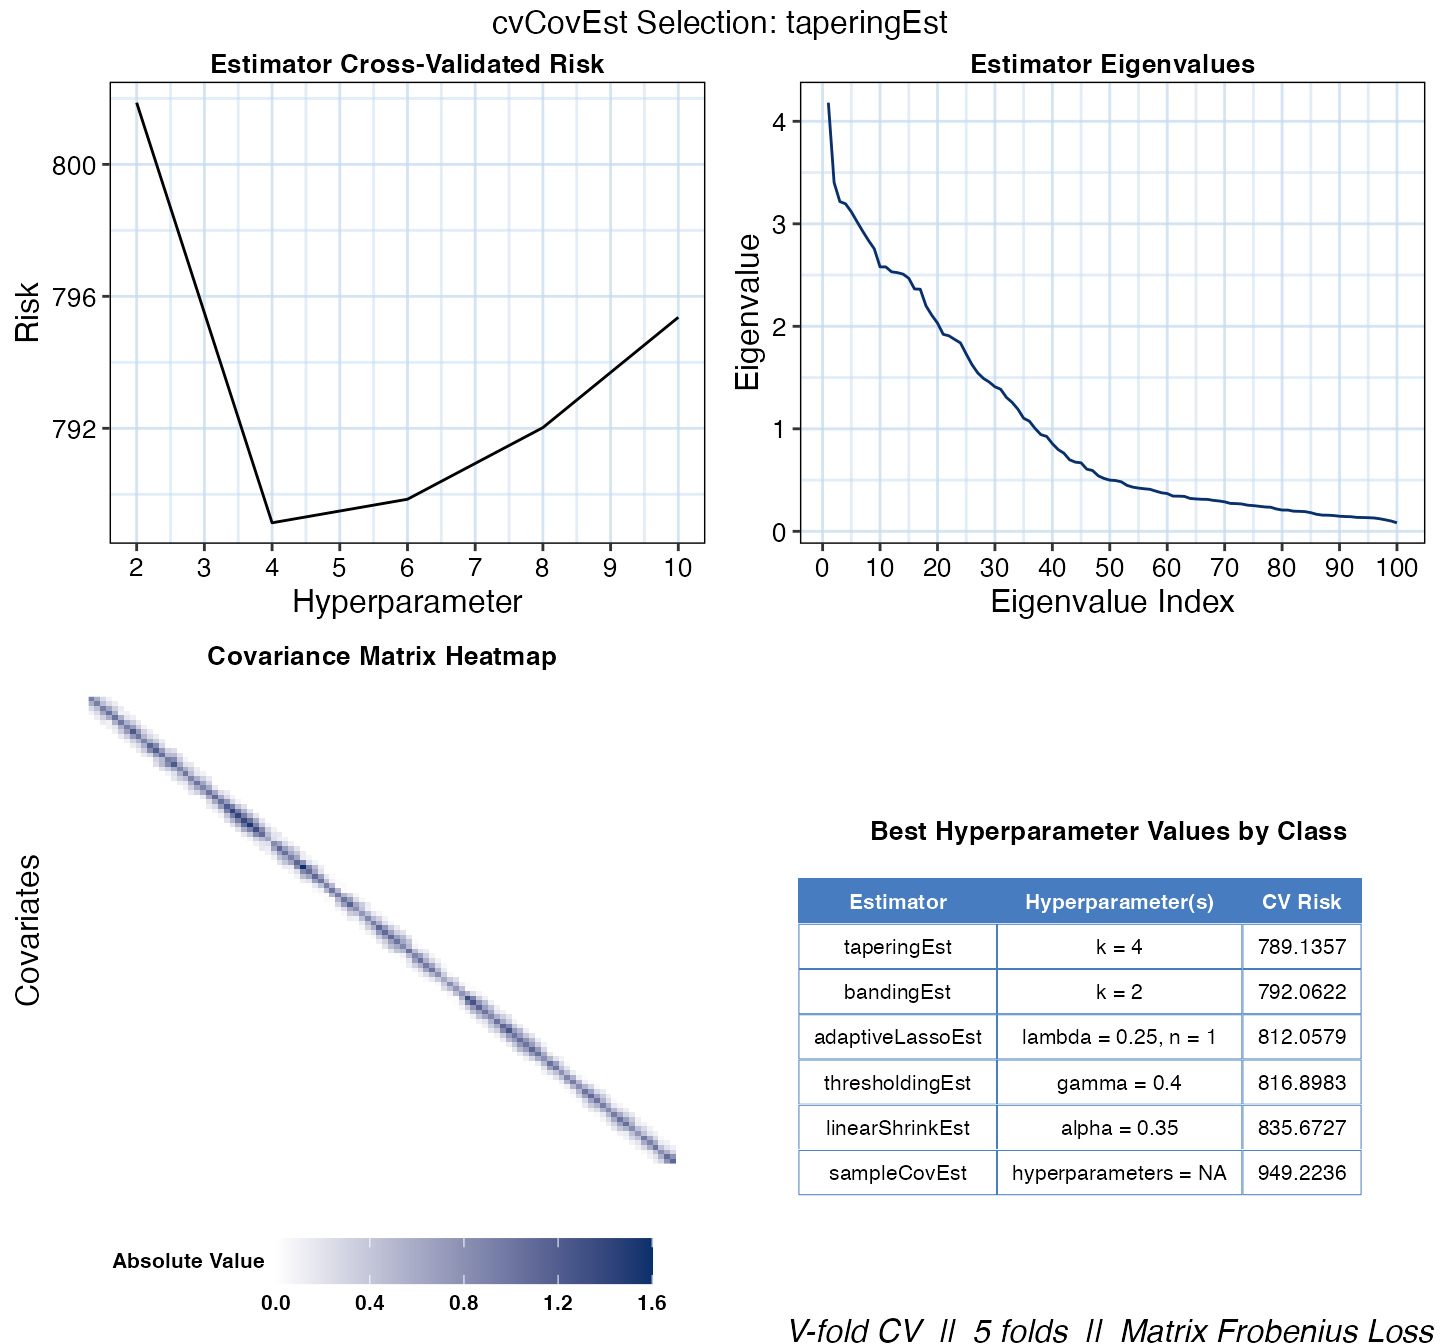 cvCovEst Selection: taperingEst
Estimator Cross-Validated Risk
Risk
800
796
792
2 3 4 5 6 7 8 9 10
Hyperparameter
Estimator Eigenvalues
Eigenvalue
4
3
2
1
0
0 10 20 30 40 50 60 70 80 90 100
Eigenvalue Index
Covariance Matrix Heatmap
Covariates
Absolute Value
0.0 0.4 0.8 1.2 1.6
Best Hyperparameter Values by Class
Estimator Hyperparameter(s) CV Risk
taperingEst k = 4 789.1357
bandingEst k = 2 792.0622
adaptiveLassoEst lambda = 0.25, n = 1 812.0579
thresholdingEst gamma = 0.4 816.8983
linearShrinkEst alpha = 0.35 835.6727
sampleCovEst hyperparameters = NA 949.2236
V-fold CV || 5 folds || Matrix Frobenius Loss